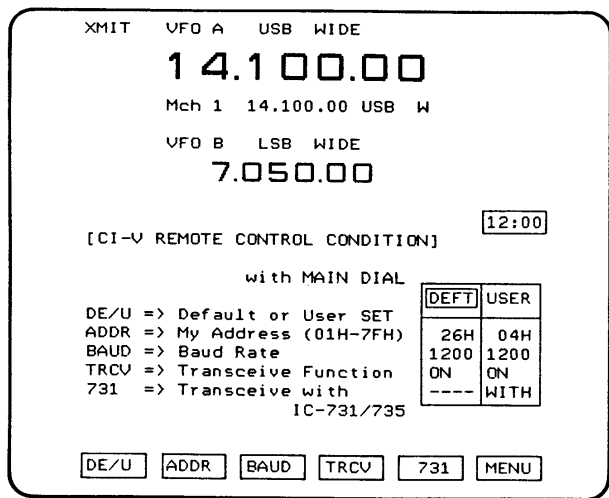 XMIT VFO A USB WIDE
14.100.00
Mch 1 14.100.00 USB W
VFO B LSB WIDE
7.050.00
12:00
[CI-V REMOTE CONTROL CONDITION]
with MAIN DIAL
DEFT USER
DE/U => Default or User SET
ADDR => My Address (01H-7FH) 26H 04H
BAUD => Baud Rate 1200 1200
TRCV => Transceive Function ON ON
731 => Transceive with ---- WITH
IC-731/735
DE/U ADDR BAUD TRCV 731 MENU